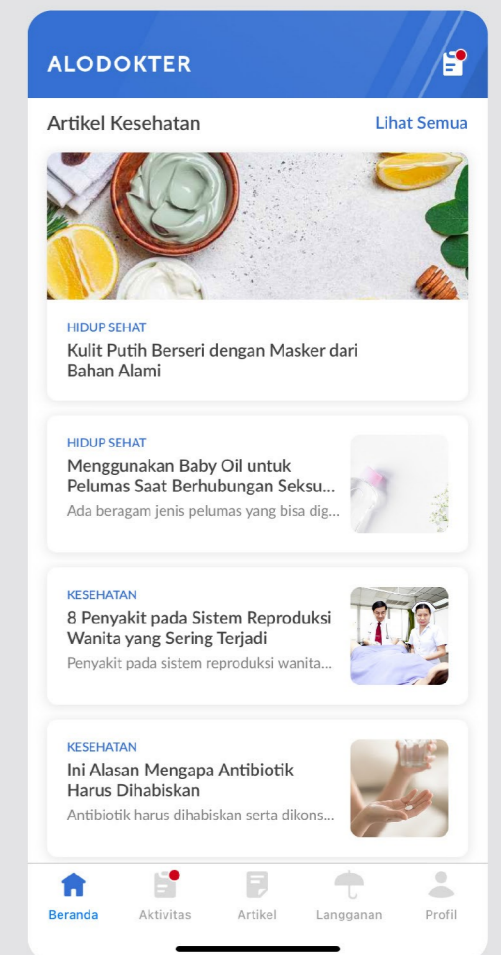 ALODOKTER
Artikel Kesehatan
Lihat Semua
HIDUP SEHAT
Kulit Putih Berseri dengan Masker dari
Bahan Alami
HIDUP SEHAT
Menggunakan Baby Oil untuk
Pelumas Saat Berhubungan Seksu...
Ada beragam jenis pelumas yang bisa dig...
KESEHATAN
8 Penyakit pada Sistem Reproduksi
Wanita yang Sering Terjadi
Penyakit pada sistem reproduksi wanita...
KESEHATAN
Ini Alasan Mengapa Antibiotik
Harus Dihabiskan
Antibiotik harus dihabiskan serta dikons...
Beranda
Aktivitas
Artikel
Langganan
Profil